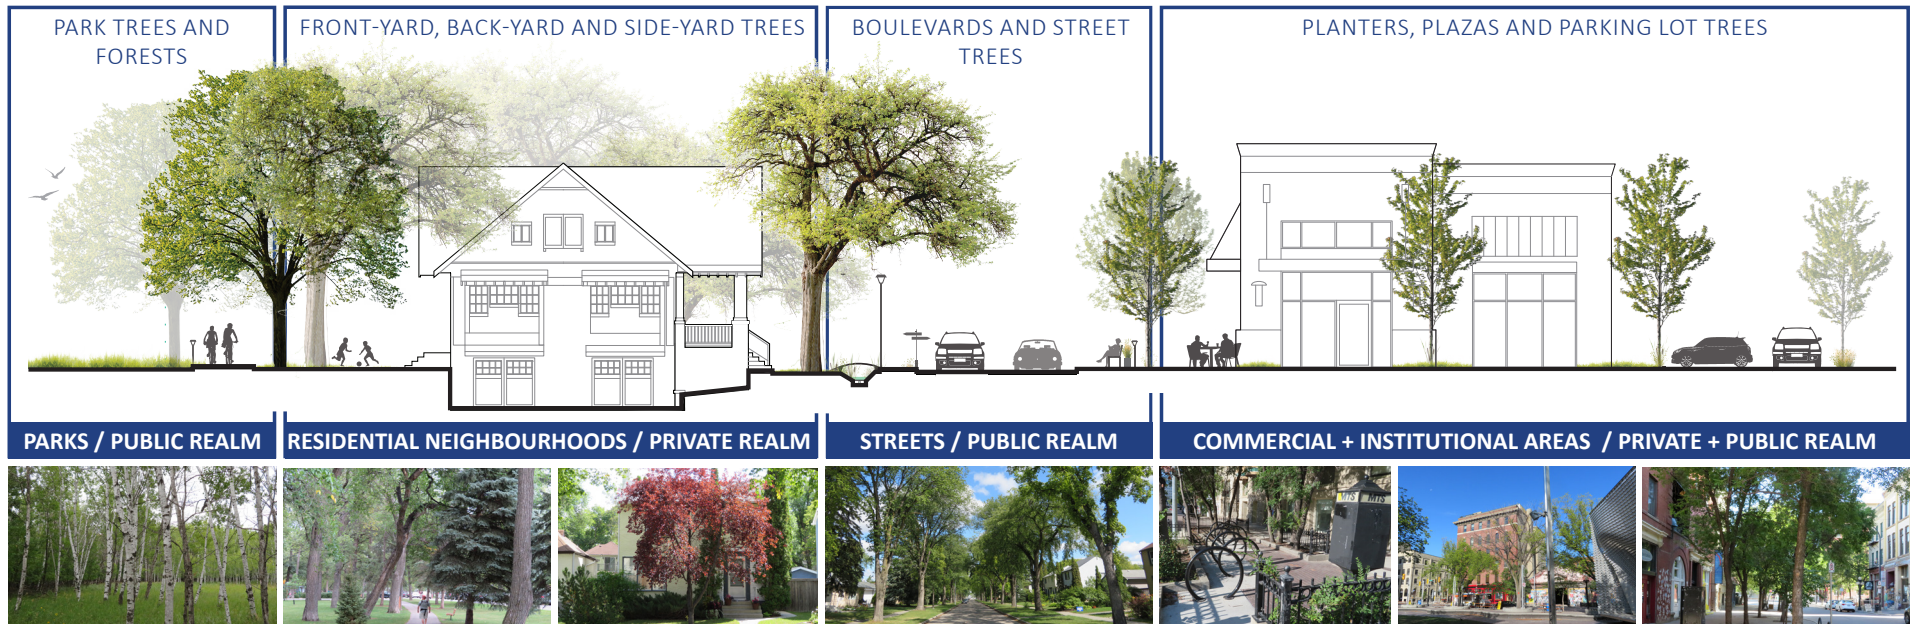 PARK TREES AND
FORESTS
FRONT-YARD, BACK-YARD AND SIDE-YARD TREES
BOULEVARDS AND STREET
TREES
PLANTERS, PLAZAS AND PARKING LOT TREES
PARKS / PUBLIC REALM
RESIDENTIAL NEIGHBOURHOODS / PRIVATE REALM
STREETS / PUBLIC REALM
COMMERCIAL + INSTITUTIONAL AREAS / PRIVATE + PUBLIC REALM
MTS
MTS